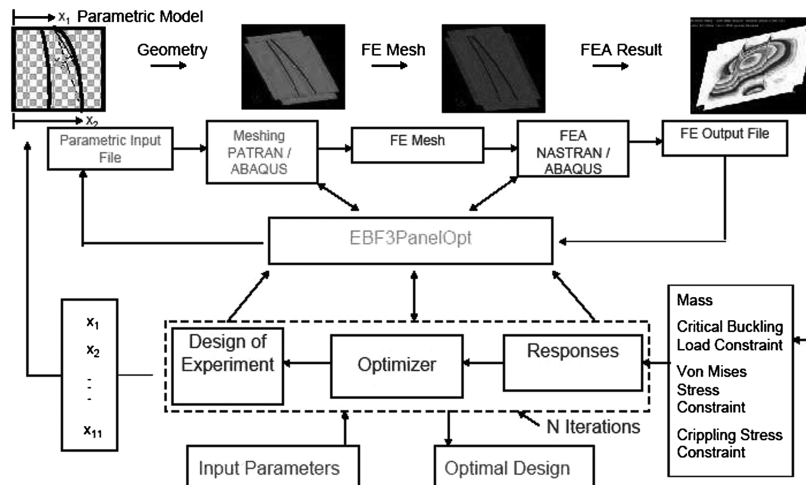 x1 Parametric Model
Geometry
FE Mesh
FEA Result
x2
Parametric Input
File
Meshing
PATRAN /
ABAQUS
FE Mesh
FEA
NASTRAN /
ABAQUS
FE Output File
EBF3PanelOpt
x1
x2
-
-
-
x11
Design of
Experiment
Optimizer
Responses
Mass
Critical Buckling
Load Constraint
Von Mises
Stress
Constraint
Crippling Stress
Constraint
N Iterations
Input Parameters
Optimal Design